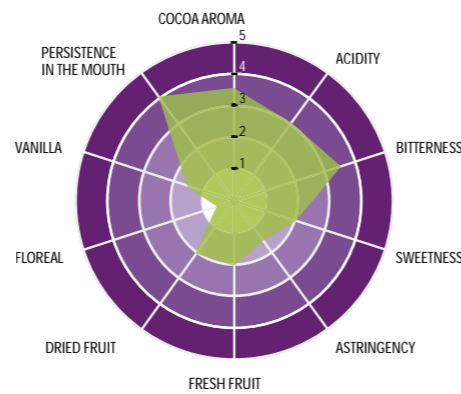 COCOA AROMA
5
4
3
2
1
ACIDITY
BITTERNESS
SWEETNESS
ASTRINGENCY
FRESH FRUIT
DRIED FRUIT
FLOREAL
VANILLA
PERSISTENCE
IN THE MOUTH